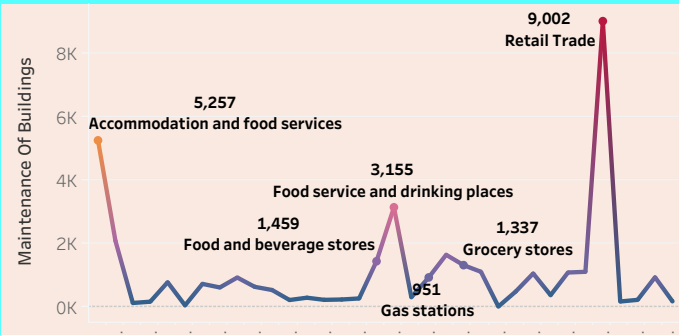 9,002
Retail Trade
8K
Maintenance Of Buildings
5,257
Accommodation and food services
6K
3,155
Food service and drinking places
4K
1,459
Food and beverage stores
1,337
Grocery stores
2K
951
Gas stations
0K